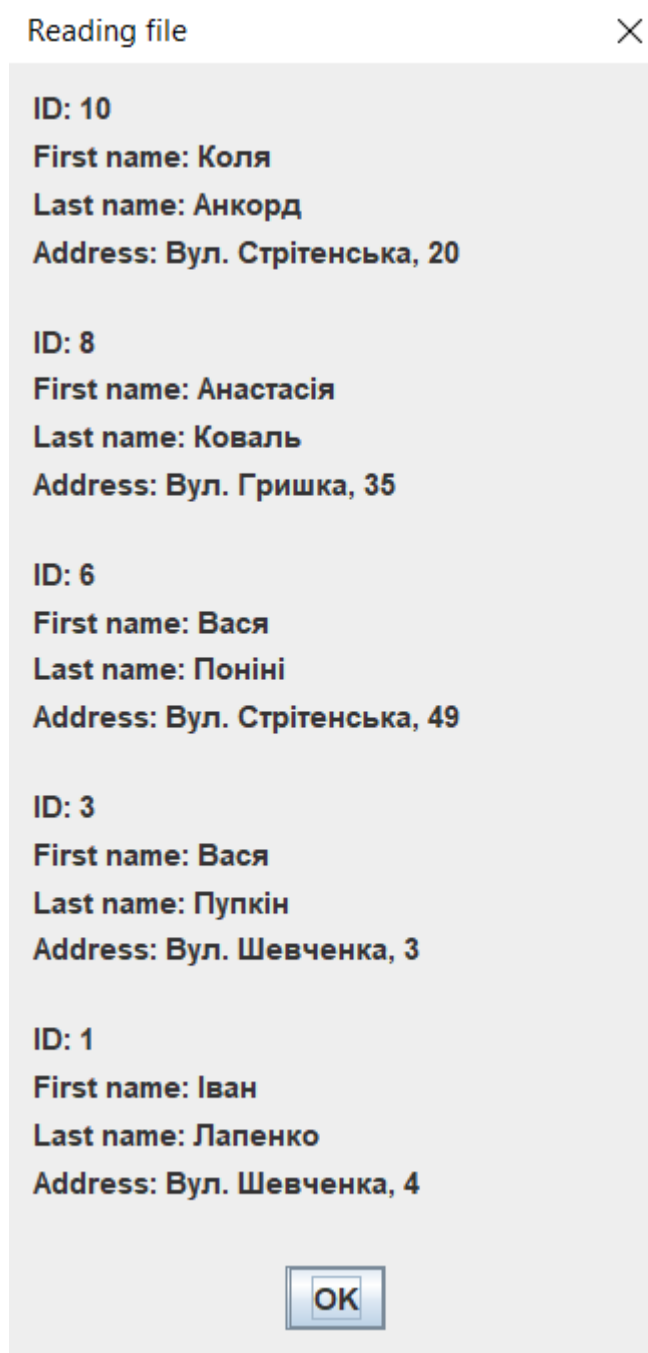 Reading file
ID: 10
First name: Коля
Last name: Анкорд
Address: Вул. Стрітенська, 20
ID: 8
First name: Анастасія
Last name: Коваль
Address: Вул. Гришка, 35
ID: 6
First name: Вася
Last name: Поніні
Address: Вул. Стрітенська, 49
ID: 3
First name: Вася
Last name: Пупкін
Address: Вул. Шевченка, 3
ID: 1
First name: Іван
Last name: Лапенко
Address: Вул. Шевченка, 4
OK